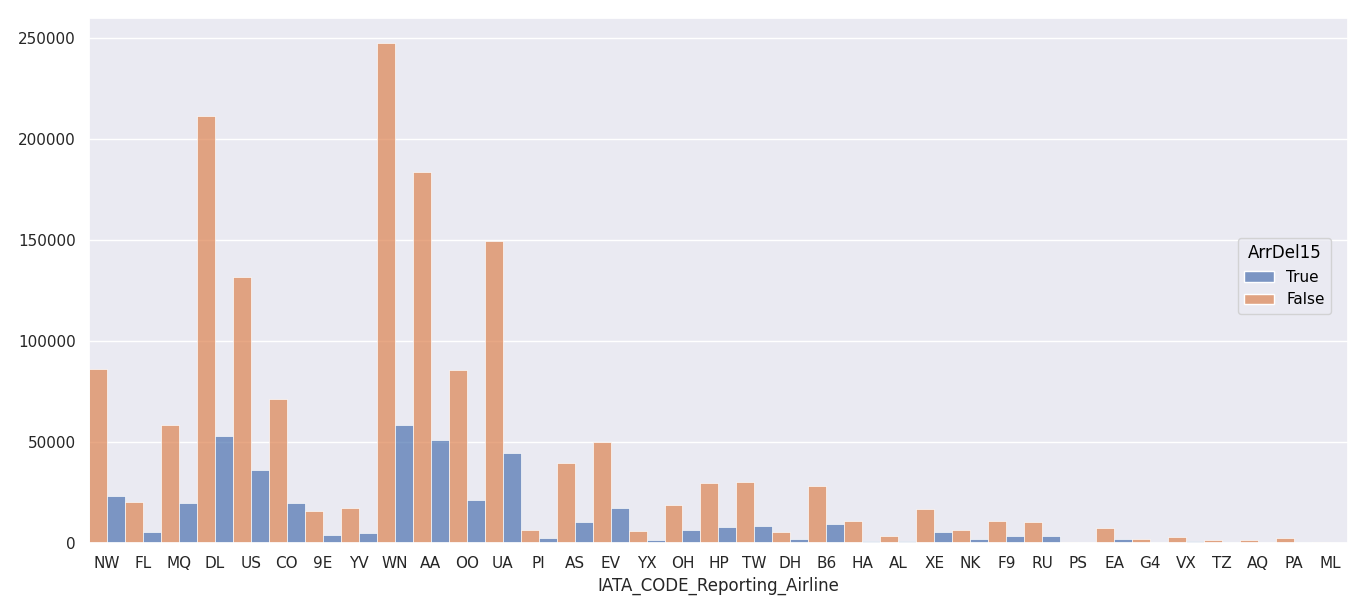 250000
200000
150000
100000
50000
0
ArrDel15
True
False
NW FL MQ DL US CO 9E YV WN AA OO UA PI AS EV YX OH HP TW DH B6 HA AL XE NK F9 RU PS EA G4 VX TZ AQ PA ML
IATA_CODE_Reporting_Airline